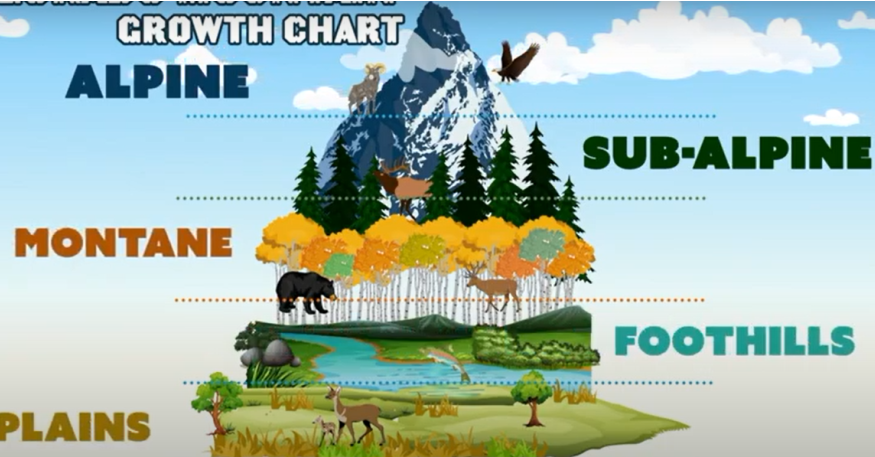 GROWTH CHART
ALPINE
SUB-ALPINE
MONTANE
FOOTHILLS
PLAINS